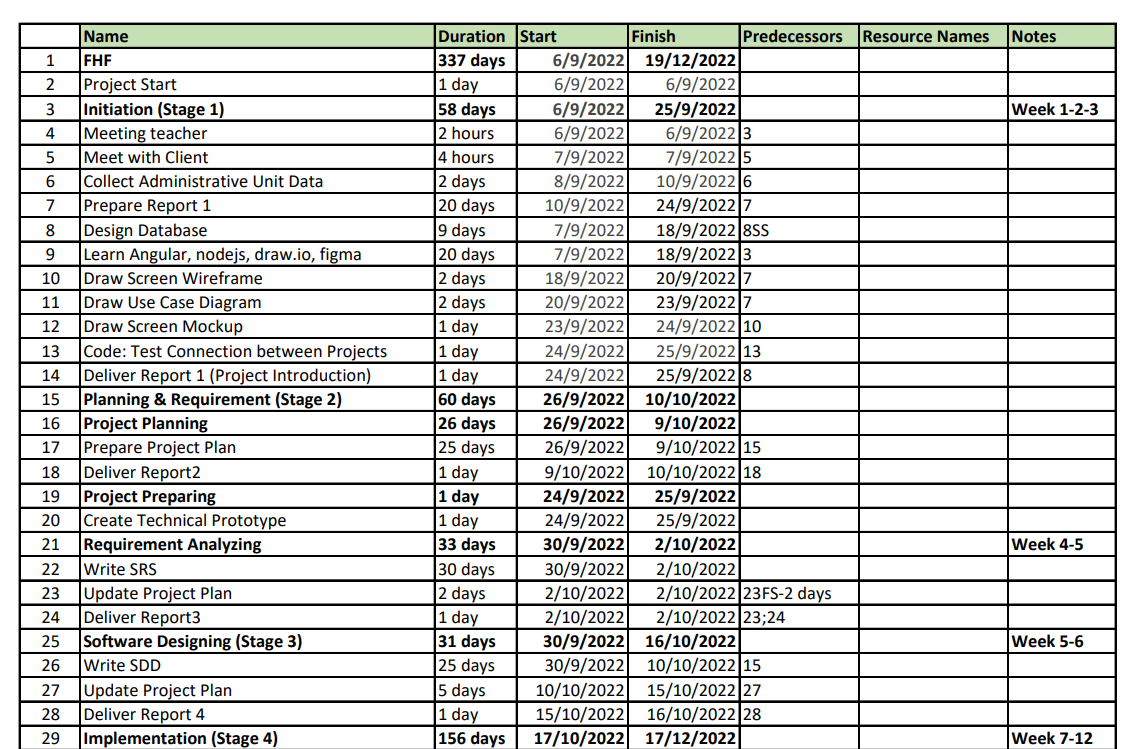 Name Duration Start Finish Predecessors Resource Names Notes
1 FHF 337 days 6/9/2022 19/12/2022
2 Project Start 1 day 6/9/2022 6/9/2022
3 Initiation (Stage 1) 58 days 6/9/2022 25/9/2022 Week 1-2-3
4 Meeting teacher 2 hours 6/9/2022 6/9/2022 3
5 Meet with Client 4 hours 7/9/2022 7/9/2022 5
6 Collect Administrative Unit Data 2 days 8/9/2022 10/9/2022 6
7 Prepare Report 1 20 days 10/9/2022 24/9/2022 7
8 Design Database 9 days 7/9/2022 18/9/2022 8SS
9 Learn Angular, nodejs, draw.io, figma 20 days 7/9/2022 18/9/2022 3
10 Draw Screen Wireframe 2 days 18/9/2022 20/9/2022 7
11 Draw Use Case Diagram 2 days 20/9/2022 23/9/2022 7
12 Draw Screen Mockup 1 day 23/9/2022 24/9/2022 10
13 Code: Test Connection between Projects 1 day 24/9/2022 25/9/2022 13
14 Deliver Report 1 (Project Introduction) 1 day 24/9/2022 25/9/2022 8
15 Planning & Requirement (Stage 2) 60 days 26/9/2022 10/10/2022
16 Project Planning 26 days 26/9/2022 9/10/2022
17 Prepare Project Plan 25 days 26/9/2022 9/10/2022 15
18 Deliver Report2 1 day 9/10/2022 10/10/2022 18
19 Project Preparing 1 day 24/9/2022 25/9/2022
20 Create Technical Prototype 1 day 24/9/2022 25/9/2022
21 Requirement Analyzing 33 days 30/9/2022 2/10/2022 Week 4-5
22 Write SRS 30 days 30/9/2022 2/10/2022
23 Update Project Plan 2 days 2/10/2022 2/10/2022 23FS-2 days
24 Deliver Report3 1 day 2/10/2022 2/10/2022 23;24
25 Software Designing (Stage 3) 31 days 30/9/2022 16/10/2022 Week 5-6
26 Write SDD 25 days 30/9/2022 10/10/2022 15
27 Update Project Plan 5 days 10/10/2022 15/10/2022 27
28 Deliver Report 4 1 day 15/10/2022 16/10/2022 28
29 Implementation (Stage 4) 156 days 17/10/2022 17/12/2022 Week 7-12